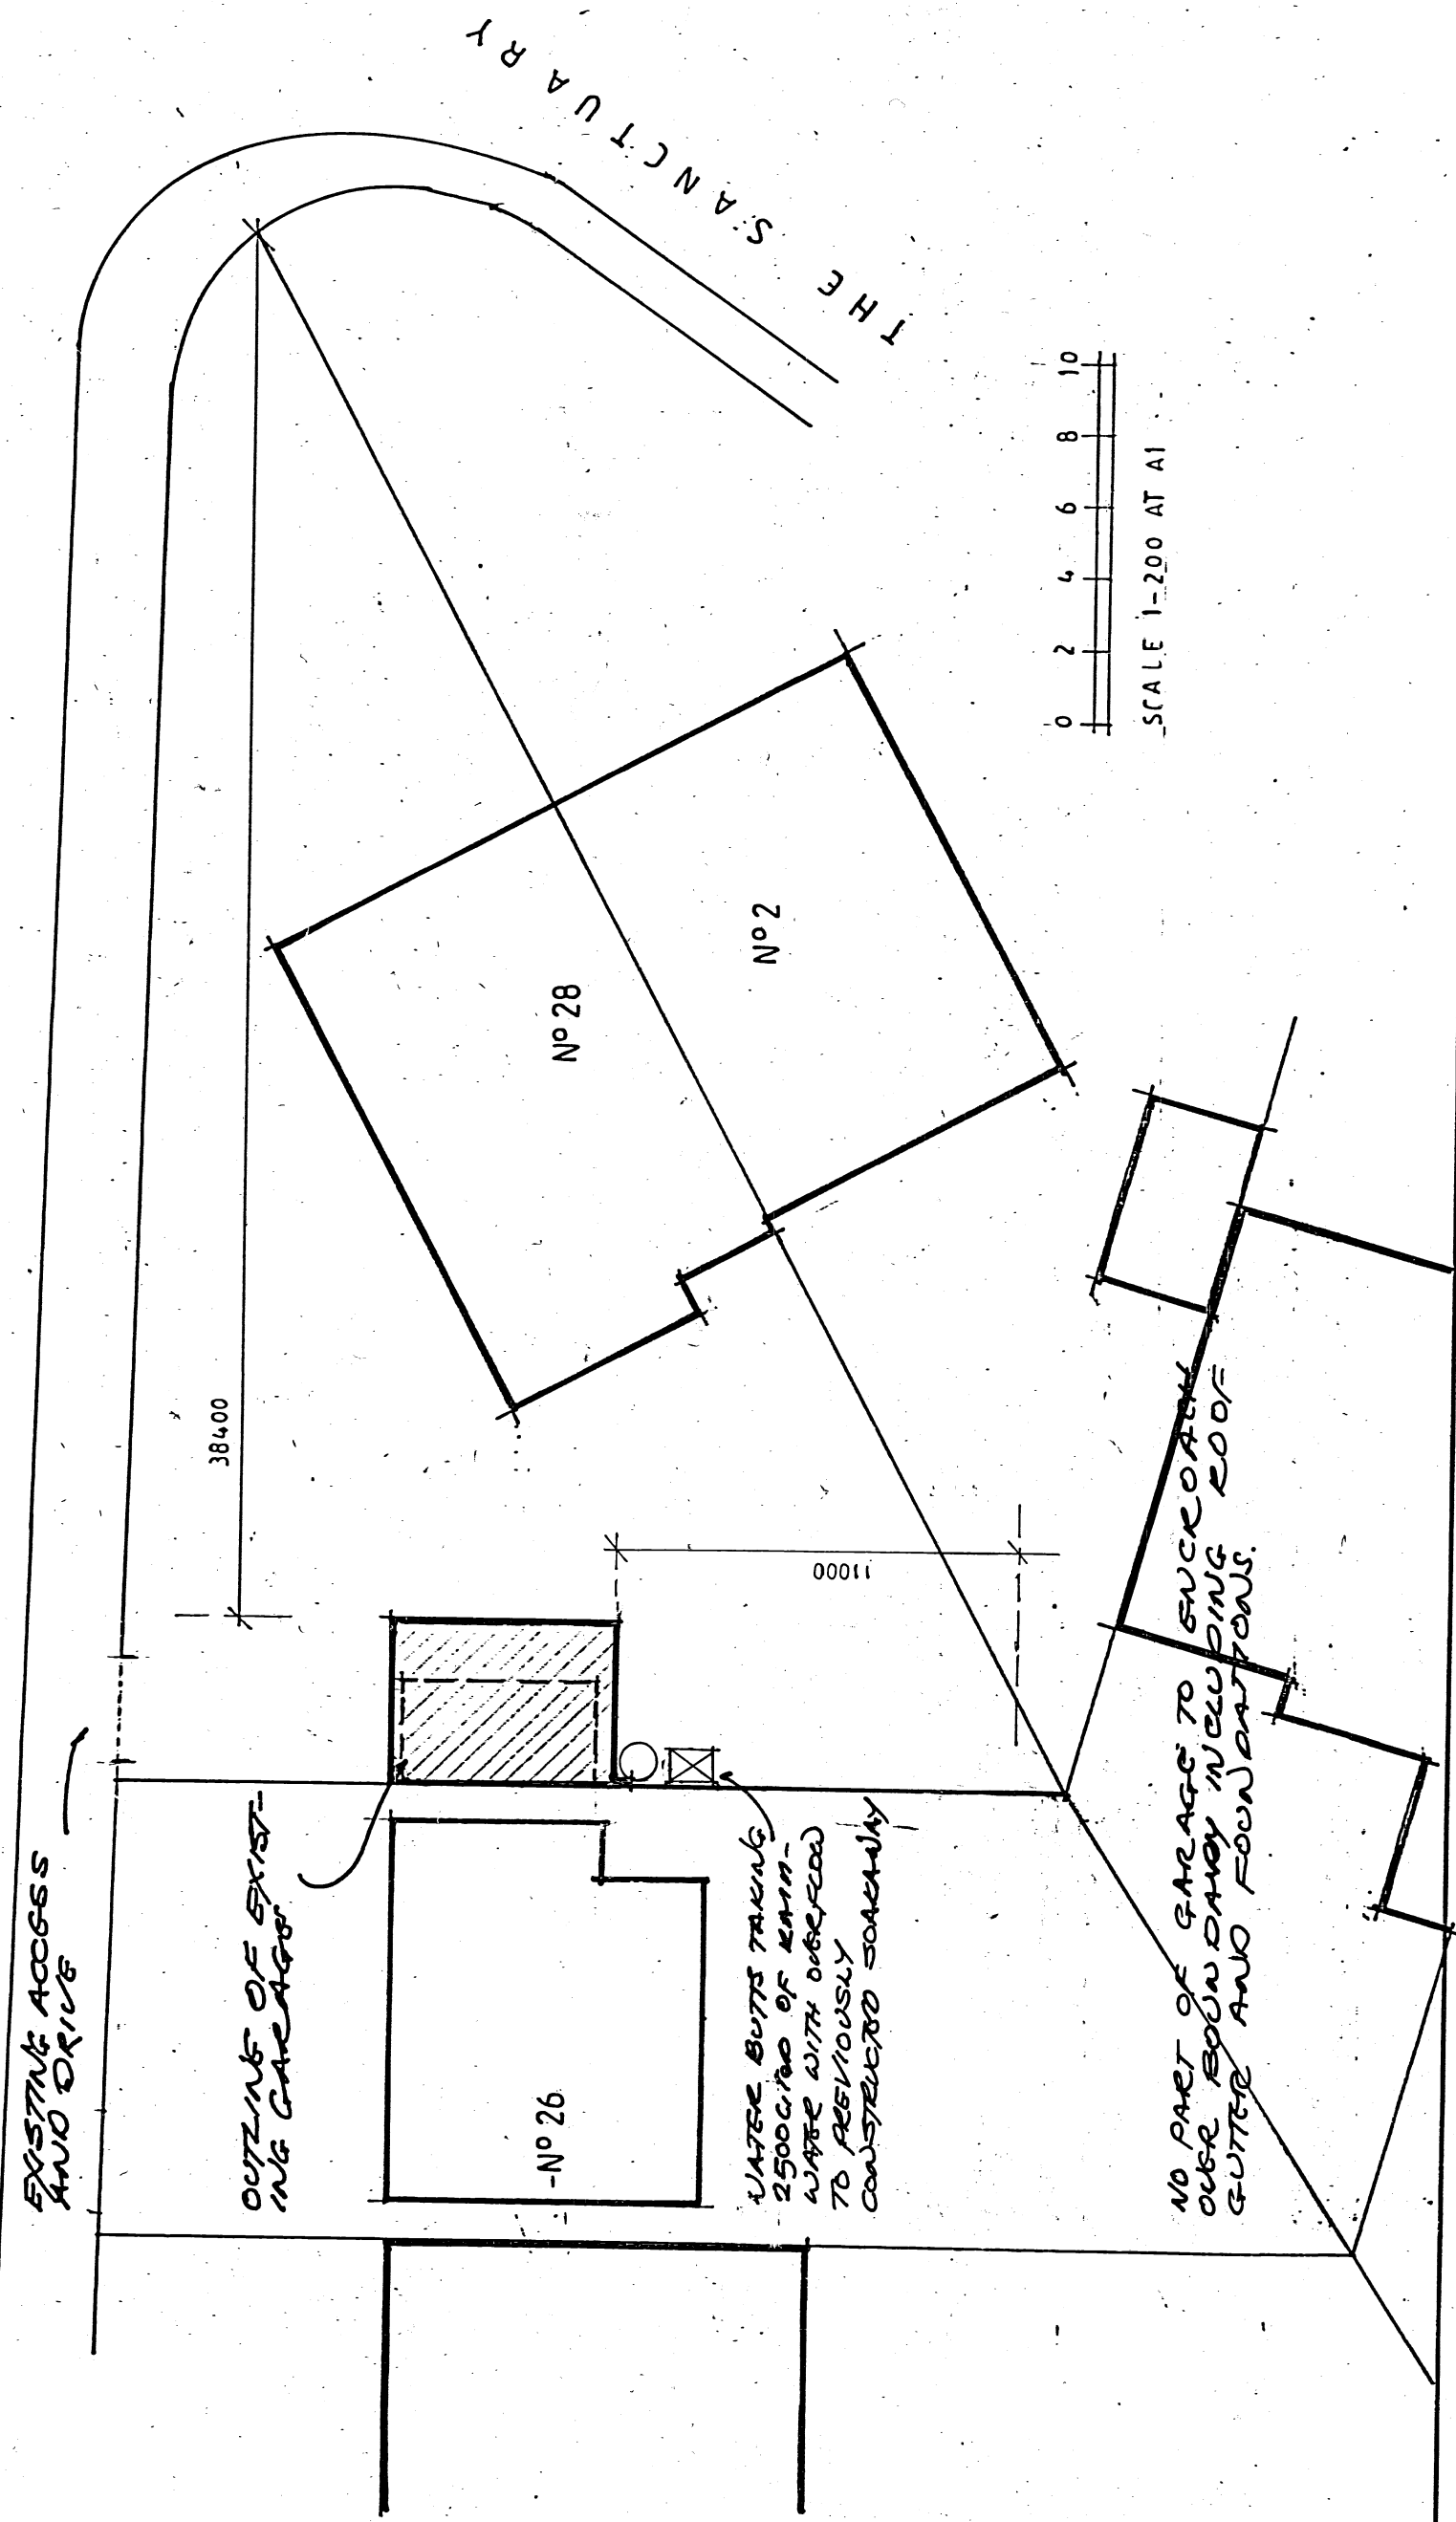 EXISTING ACCESS
AND DRIVE
OUTLINE OF EXIST-
ING GARAGE
38400
THE SANCTUARY
Nº 28
Nº 2
Nº 26
11000
WATER BUTTS TAKING
OF RAIN-
WATER WITH OVERFLOW
TO PREVIOUSLY
CONSTRUCTED SOAKAWAY
0 2 4 6 8 10
SCALE 1-200 AT A1
NO PART OF GARAGE TO ENCROACH
OVER BOUNDARY INCLUDING ROOF
GUTTER AND FOUNDATIONS.